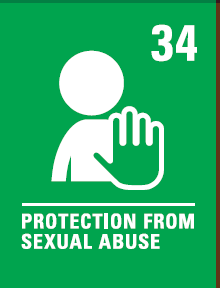 34
PROTECTION FROM
SEXUAL ABUSE